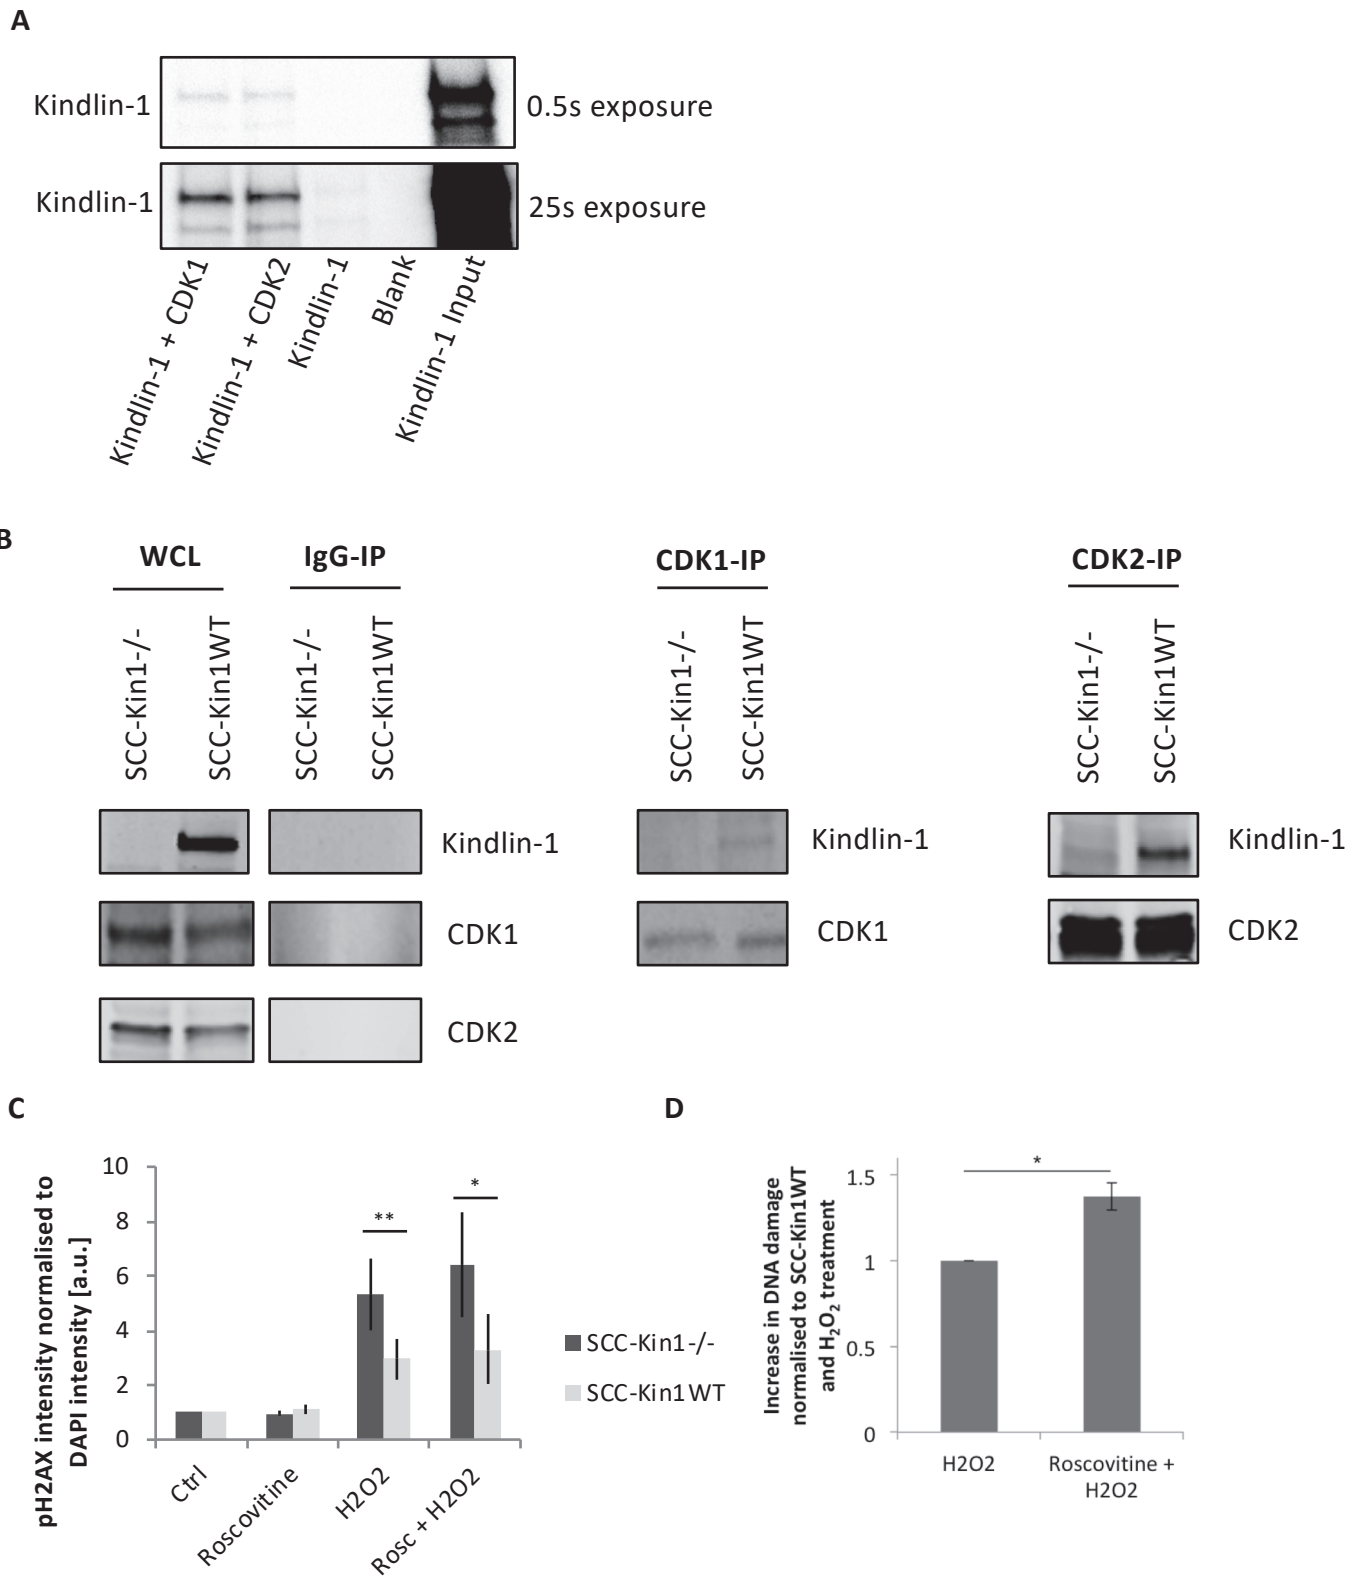 A
Kindlin-1
0.5s exposure
Kindlin-1
25s exposure
Kindlin-1 + CDK1
Kindlin-1 + CDK2
Kindlin-1
Blank
Kindlin-1 Input
B
WCL
IgG-IP
CDK1-IP
CDK2-IP
SCC-Kin1-/-
SCC-Kin1WT
SCC-Kin1-/-
SCC-Kin1WT
SCC-Kin1-/-
SCC-Kin1WT
SCC-Kin1-/-
SCC-Kin1WT
Kindlin-1
Kindlin-1
Kindlin-1
CDK1
CDK1
CDK2
CDK2
C
pH2AX intensity normalised to
DAPI intensity [a.u.]
10
8
6
4
2
0
**
*
Ctrl
Roscovitine
H2O2
Rosc + H2O2
SCC-Kin1-/-
SCC-Kin1WT
D
Increase in DNA damage
normalised to SCC-Kin1WT
and H₂O₂ treatment
1.5
1
0.5
0
*
H2O2
Roscovitine +
H2O2